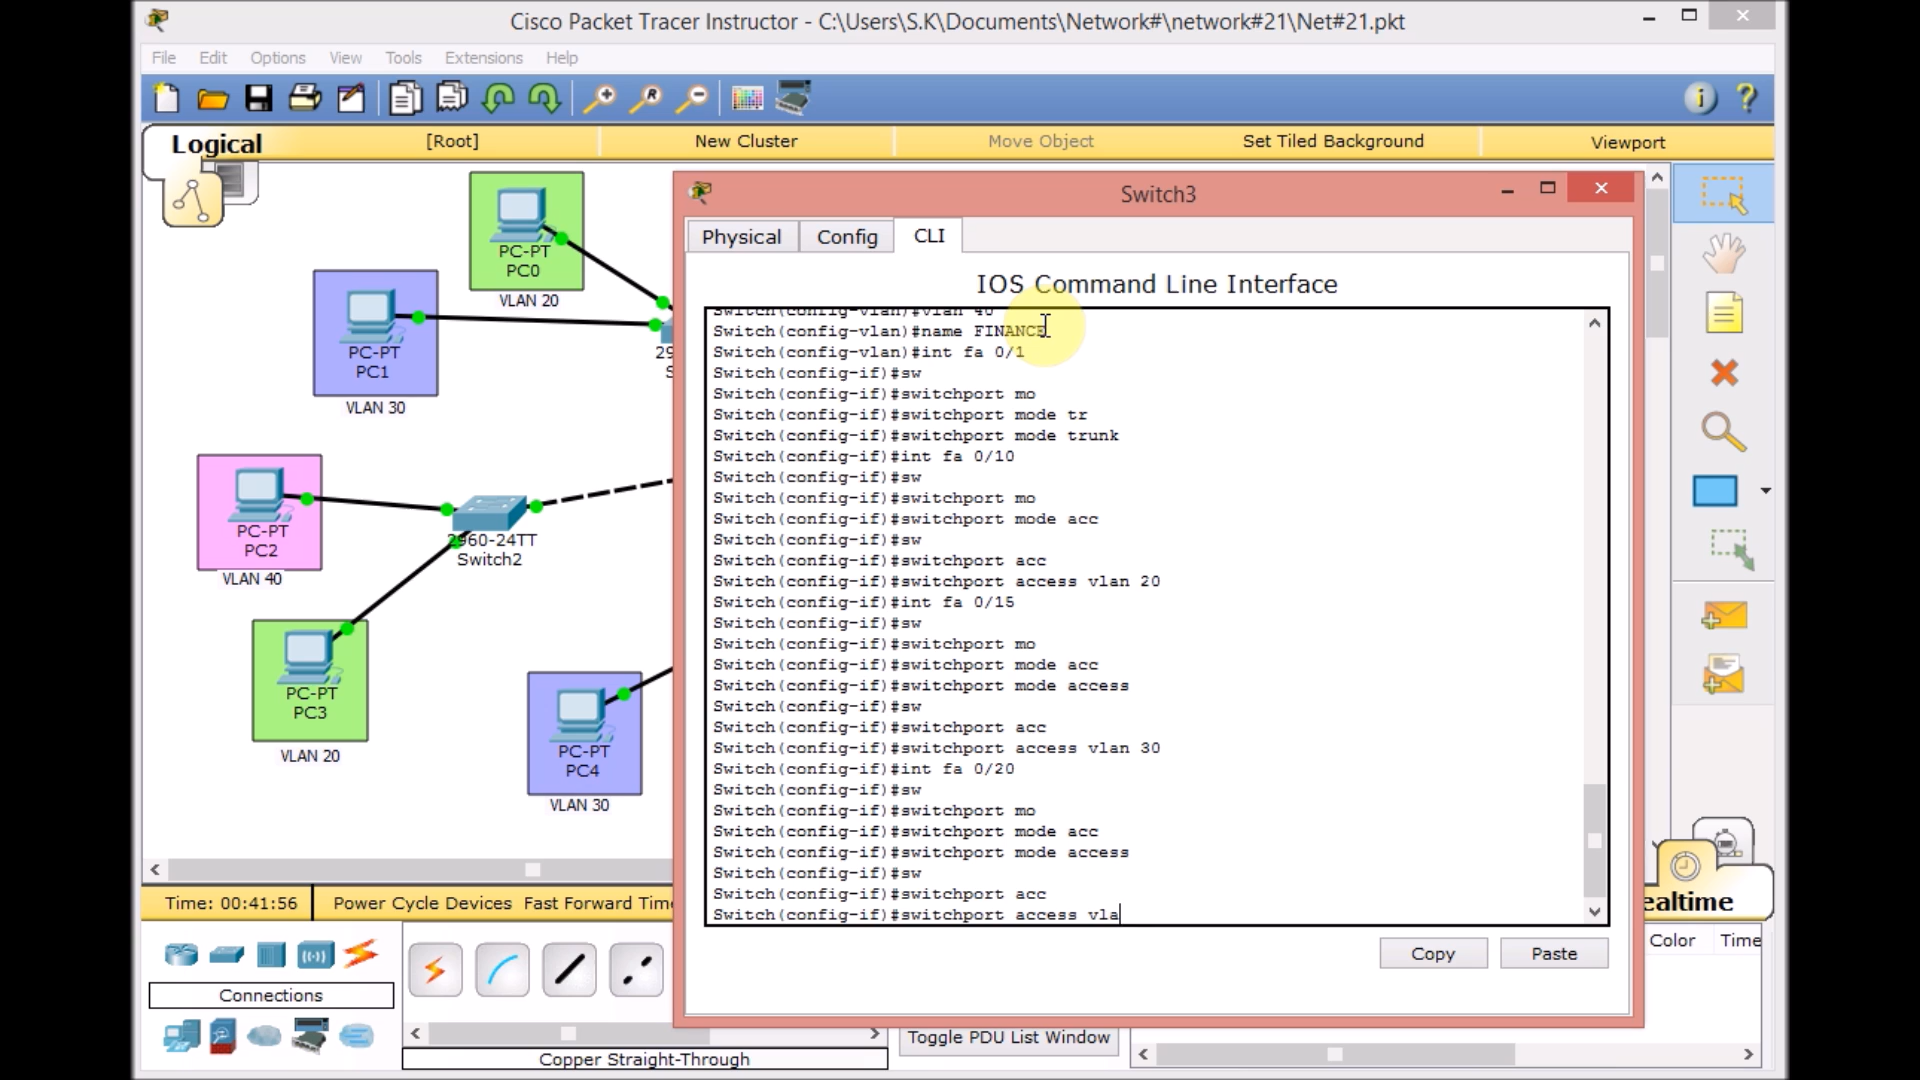 Cisco Packet Tracer Instructor - C:\Users\S.K\Documents\Network#\network#21\Net#21.pkt
File Edit Options View Tools Extensions Help
Logical [Root] New Cluster Move Object Set Tiled Background Viewport
PC-PT
PC0
VLAN 20
PC-PT
PC1
VLAN 30
PC-PT
PC2
VLAN 40
2960-24TT
Switch2
PC-PT
PC3
VLAN 20
PC-PT
PC4
VLAN 30
Switch3
Physical Config CLI
IOS Command Line Interface
Switch(config-vlan)#vlan 40
Switch(config-vlan)#name FINANCE
Switch(config-vlan)#int fa 0/1
Switch(config-if)#sw
Switch(config-if)#switchport mo
Switch(config-if)#switchport mode tr
Switch(config-if)#switchport mode trunk
Switch(config-if)#int fa 0/10
Switch(config-if)#sw
Switch(config-if)#switchport mo
Switch(config-if)#switchport mode acc
Switch(config-if)#sw
Switch(config-if)#switchport acc
Switch(config-if)#switchport access vlan 20
Switch(config-if)#int fa 0/15
Switch(config-if)#sw
Switch(config-if)#switchport mo
Switch(config-if)#switchport mode acc
Switch(config-if)#switchport mode access
Switch(config-if)#sw
Switch(config-if)#switchport acc
Switch(config-if)#switchport access vlan 30
Switch(config-if)#int fa 0/20
Switch(config-if)#sw
Switch(config-if)#switchport mo
Switch(config-if)#switchport mode acc
Switch(config-if)#switchport mode access
Switch(config-if)#sw
Switch(config-if)#switchport acc
Switch(config-if)#switchport access vla
Copy Paste
Time: 00:41:56 Power Cycle Devices Fast Forward Time
ealtime
Color Time
Connections
Toggle PDU List Window
Copper Straight-Through